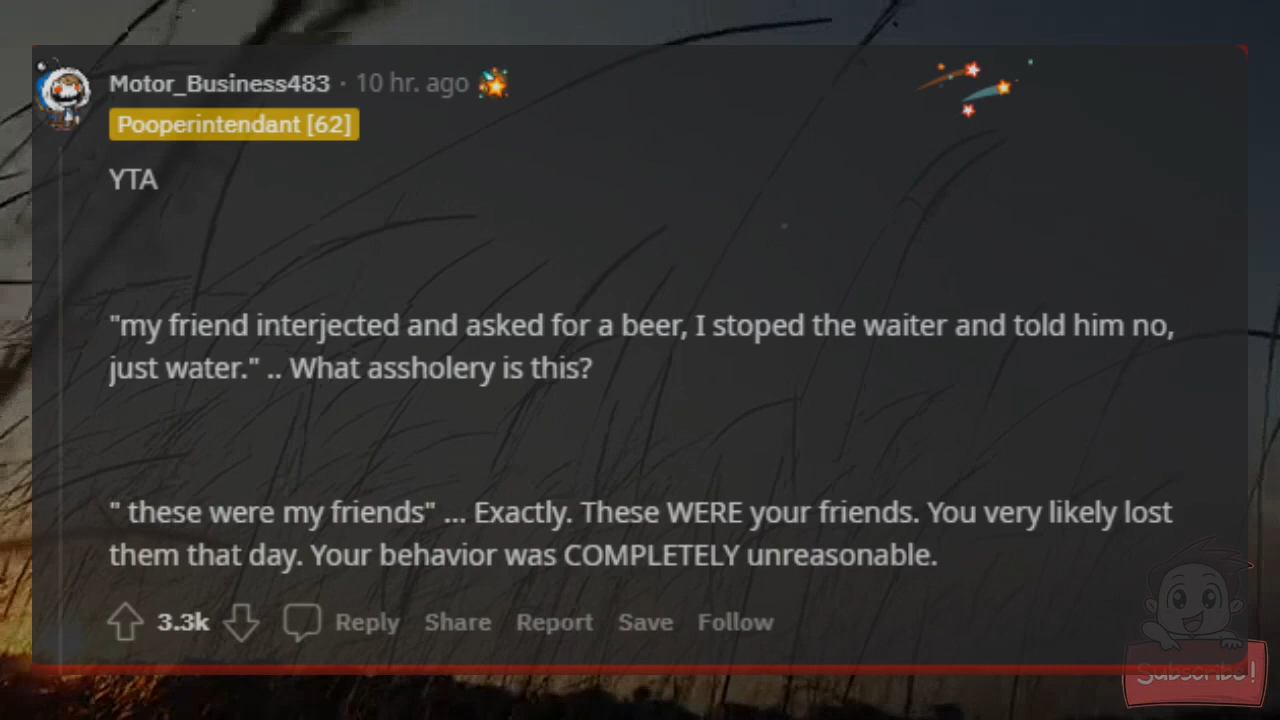 Motor_Business483 · 10 hr. ago
Pooperintendant [62]
YTA
"my friend interjected and asked for a beer, I stoped the waiter and told him no,
just water." .. What assholery is this?
" these were my friends" ... Exactly. These WERE your friends. You very likely lost
them that day. Your behavior was COMPLETELY unreasonable.
3.3k Reply Share Report Save Follow
Subscribe!